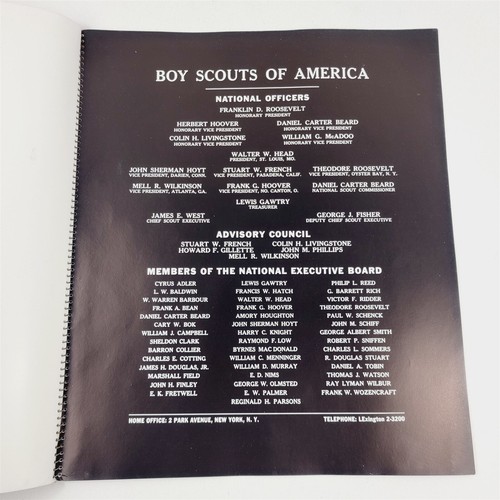 BOY SCOUTS OF AMERICA
NATIONAL OFFICERS
FRANKLIN D. ROOSEVELT
HONORARY PRESIDENT
HERBERT HOOVER DANIEL CARTER BEARD
HONORARY VICE PRESIDENT HONORARY VICE PRESIDENT
COLIN H. LIVINGSTONE WILLIAM G. McADOO
HONORARY VICE PRESIDENT HONORARY VICE PRESIDENT
WALTER W. HEAD
PRESIDENT, ST. LOUIS, MO.
JOHN SHERMAN HOYT STUART W. FRENCH THEODORE ROOSEVELT
VICE PRESIDENT, DARIEN, CONN. VICE PRESIDENT, PASADENA, CALIF. VICE PRESIDENT, OYSTER BAY, N. Y.
MELL R. WILKINSON FRANK G. HOOVER DANIEL CARTER BEARD
VICE PRESIDENT, ATLANTA, GA. VICE PRESIDENT, NO. CANTON, O. NATIONAL SCOUT COMMISSIONER
LEWIS GAWTRY
TREASURER
JAMES E. WEST GEORGE J. FISHER
CHIEF SCOUT EXECUTIVE DEPUTY CHIEF SCOUT EXECUTIVE
ADVISORY COUNCIL
STUART W. FRENCH COLIN H. LIVINGSTONE
HOWARD F. GILLETTE JOHN M. PHILLIPS
MELL R. WILKINSON
MEMBERS OF THE NATIONAL EXECUTIVE BOARD
CYRUS ADLER LEWIS GAWTRY PHILIP L. REED
L. W. BALDWIN FRANCIS W. HATCH G. BARRETT RICH
W. WARREN BARBOUR WALTER W. HEAD VICTOR F. RIDDER
FRANK A. BEAN FRANK G. HOOVER THEODORE ROOSEVELT
DANIEL CARTER BEARD AMORY HOUGHTON PAUL W. SCHENCK
CARY W. BOK JOHN SHERMAN HOYT JOHN M. SCHIFF
WILLIAM J. CAMPBELL HARRY C. KNIGHT GEORGE ALBERT SMITH
SHELDON CLARK RAYMOND F. LOW ROBERT P. SNIFFEN
BARRON COLLIER BYRNES MAC DONALD CHARLES L. SOMMERS
CHARLES E. COTTING WILLIAM C. MENNINGER R. DOUGLAS STUART
JAMES H. DOUGLAS, JR. WILLIAM D. MURRAY DANIEL A. TOBIN
MARSHALL FIELD E. D. NIMS THOMAS J. WATSON
JOHN H. FINLEY GEORGE W. OLMSTED RAY LYMAN WILBUR
E. K. FRETWELL E. W. PALMER FRANK W. WOZENCRAFT
REGINALD H. PARSONS
HOME OFFICE: 2 PARK AVENUE, NEW YORK, N. Y. TELEPHONE: LExington 2-3200